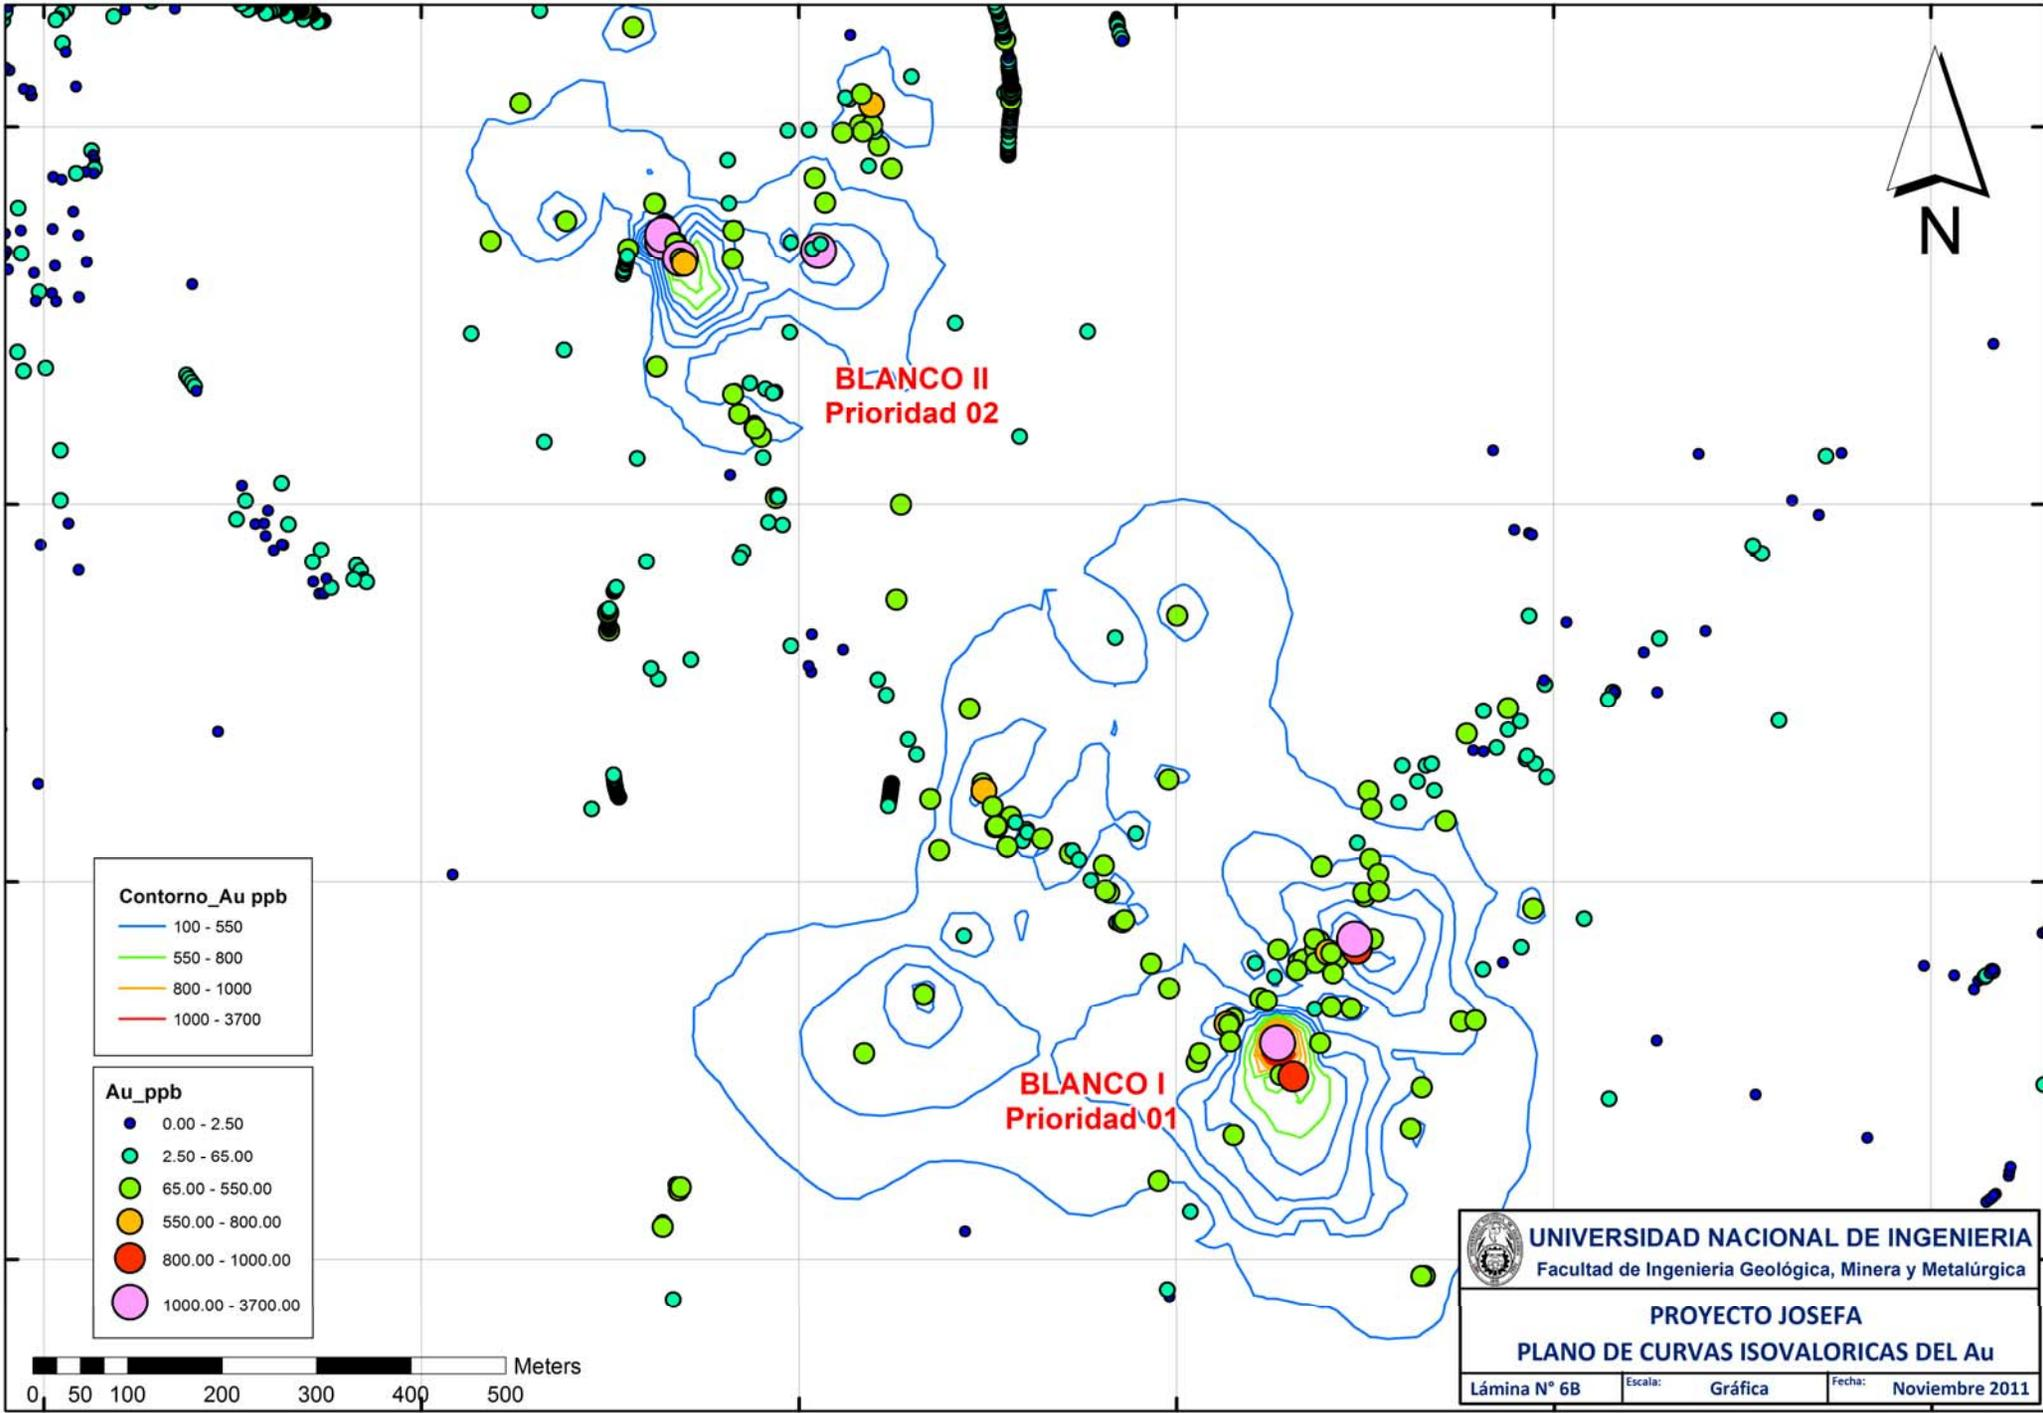 N
BLANCO II
Prioridad 02
BLANCO I
Prioridad 01
Contorno_Au ppb
100 - 550
550 - 800
800 - 1000
1000 - 3700
Au_ppb
0.00 - 2.50
2.50 - 65.00
65.00 - 550.00
550.00 - 800.00
800.00 - 1000.00
1000.00 - 3700.00
Meters
0 50 100 200 300 400 500
UNIVERSIDAD NACIONAL DE INGENIERIA
Facultad de Ingenieria Geológica, Minera y Metalúrgica
PROYECTO JOSEFA
PLANO DE CURVAS ISOVALORICAS DEL Au
Lámina N° 6B Escala: Gráfica Fecha: Noviembre 2011